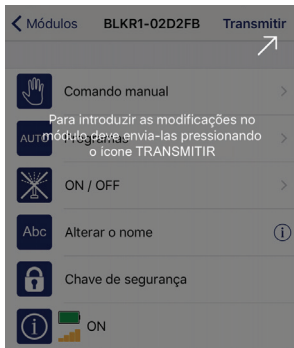 Módulos BLKR1-02D2FB Transmitir
Comando manual
Para introduzir as modificações no
AUTO Programas
módulo deve envia-las pressionando
o icone TRANSMITIR
ON / OFF
Abc Alterar o nome i
Chave de segurança
i ON